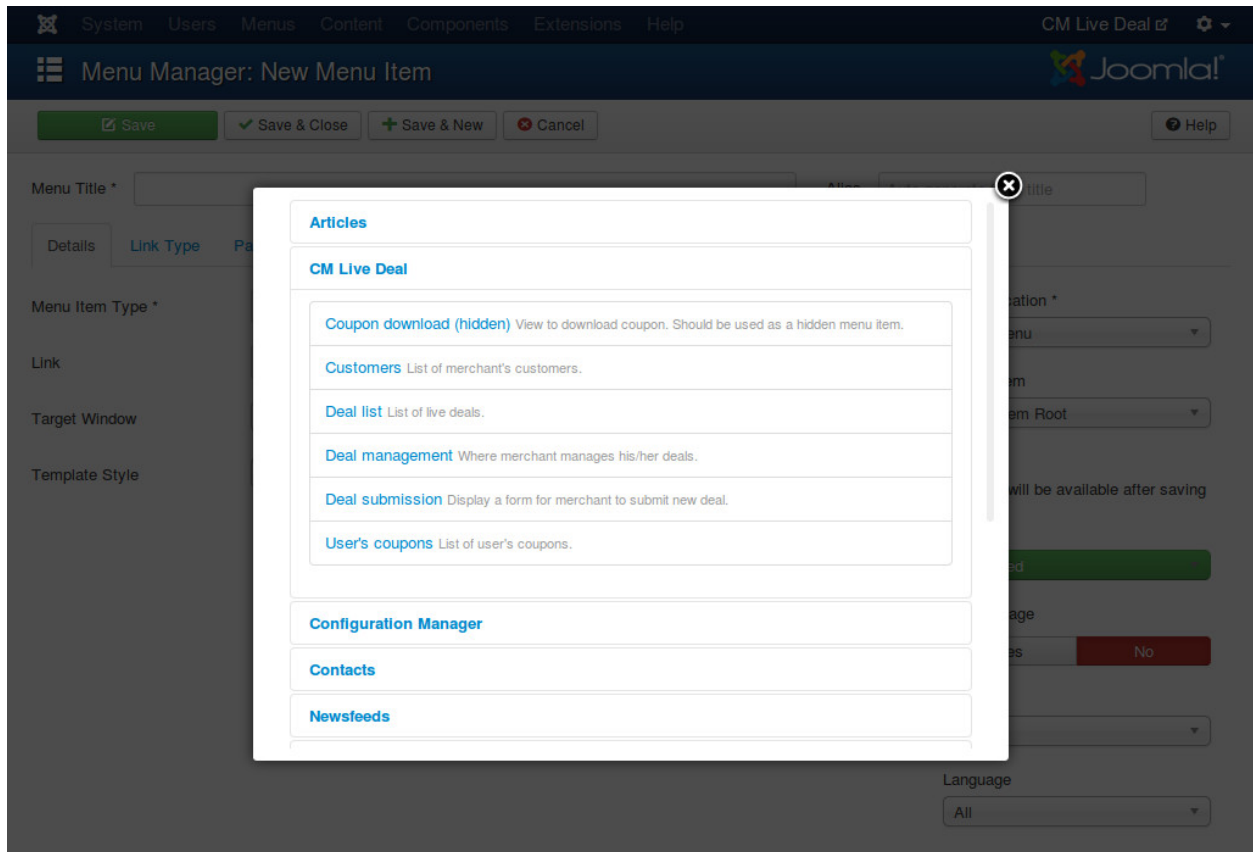 System Users Menus Content Components Extensions Help CM Live Deal
Menu Manager: New Menu Item Joomla!
Save Save & Close Save & New Cancel Help
Menu Title * title
Details Link Type
Menu Item Type *
Link
Target Window
Template Style
Articles
CM Live Deal
Coupon download (hidden) View to download coupon. Should be used as a hidden menu item.
Customers List of merchant's customers.
Deal list List of live deals.
Deal management Where merchant manages his/her deals.
Deal submission Display a form for merchant to submit new deal.
User's coupons List of user's coupons.
Configuration Manager
Contacts
Newsfeeds
Root
will be available after saving
No
Language
All